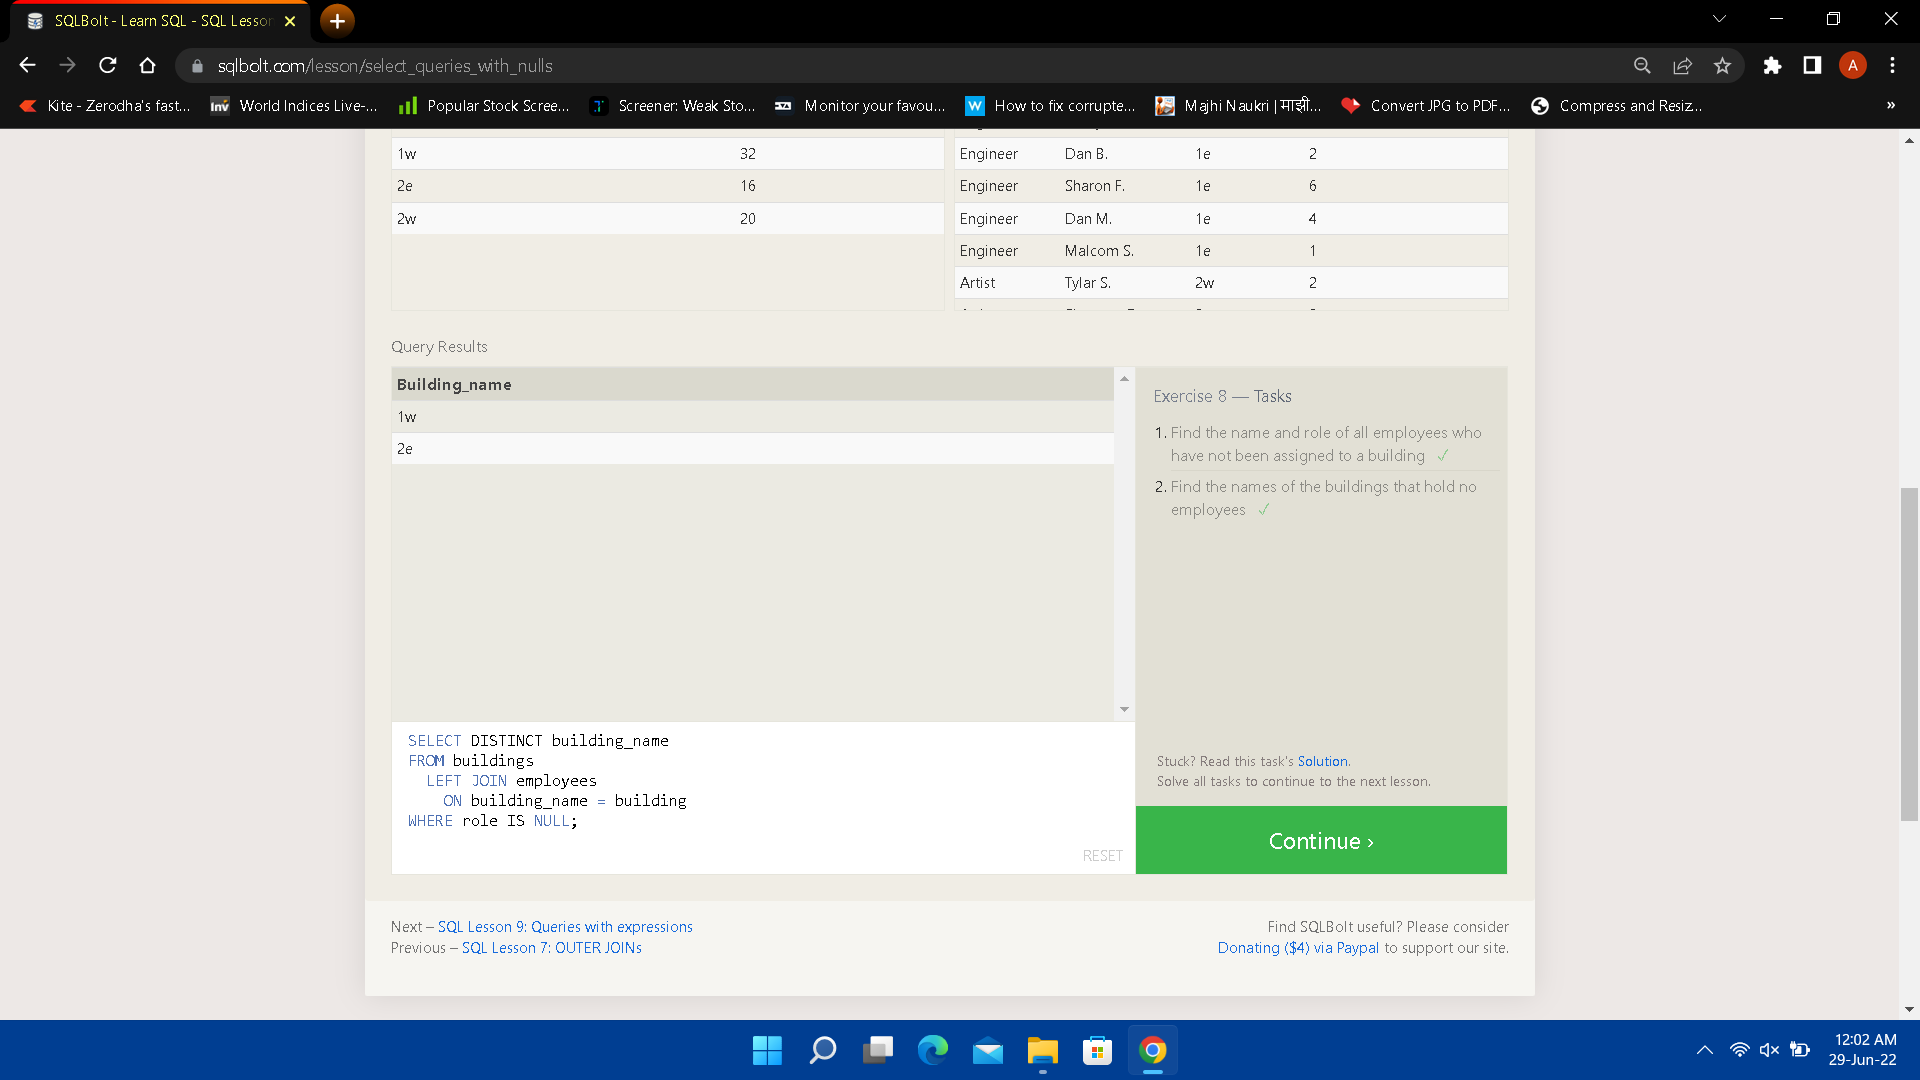 SQLBolt - Learn SQL - SQL Lesson
sqlbolt.com/lesson/select_queries_with_nulls
A
Kite - Zerodha's fast...
World Indices Live-...
Popular Stock Scree...
Screener: Weak Sto...
Monitor your favou...
How to fix corrupte...
Majhi Naukri | माझी...
Convert JPG to PDF...
Compress and Resiz...
»
1w 32
2e 16
2w 20
Engineer Dan B. 1e 2
Engineer Sharon F. 1e 6
Engineer Dan M. 1e 4
Engineer Malcom S. 1e 1
Artist Tylar S. 2w 2
Query Results
Building_name
1w
2e
Exercise 8 — Tasks
1. Find the name and role of all employees who
have not been assigned to a building ✓
2. Find the names of the buildings that hold no
employees ✓
SELECT DISTINCT building_name
FROM buildings
LEFT JOIN employees
ON building_name = building
WHERE role IS NULL;
RESET
Stuck? Read this task's Solution.
Solve all tasks to continue to the next lesson.
Continue ›
Next – SQL Lesson 9: Queries with expressions
Previous – SQL Lesson 7: OUTER JOINs
Find SQLBolt useful? Please consider
Donating ($4) via Paypal to support our site.
12:02 AM
29-Jun-22